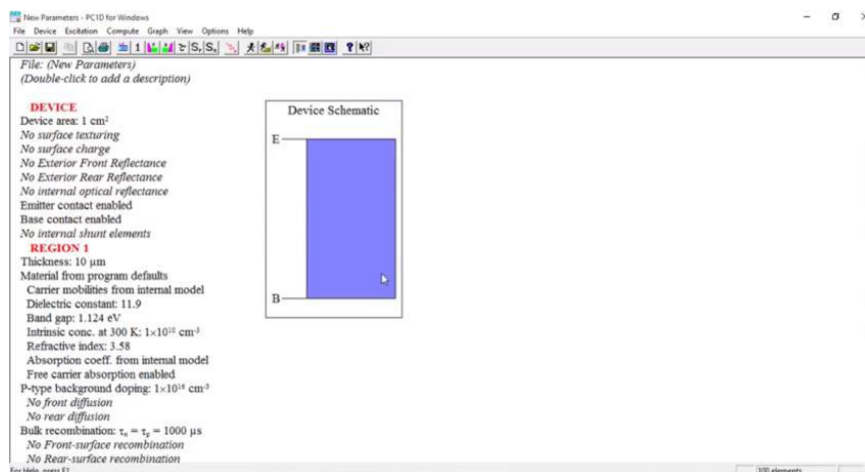 New Parameters - PC1D for Windows
File Device Excitation Compute Graph View Options Help
File: (New Parameters)
(Double-click to add a description)
DEVICE
Device area: 1 cm²
No surface texturing
No surface charge
No Exterior Front Reflectance
No Exterior Rear Reflectance
No internal optical reflectance
Emitter contact enabled
Base contact enabled
No internal shunt elements
REGION 1
Thickness: 10 µm
Material from program defaults
Carrier mobilities from internal model
Dielectric constant: 11.9
Band gap: 1.124 eV
Intrinsic conc. at 300 K: 1×10¹⁰ cm⁻³
Refractive index: 3.58
Absorption coeff. from internal model
Free carrier absorption enabled
P-type background doping: 1×10¹⁶ cm⁻³
No front diffusion
No rear diffusion
Bulk recombination: τₙ = τₚ = 1000 µs
No Front-surface recombination
No Rear-surface recombination
Device Schematic
E
B
For Help, press F1
100 elements